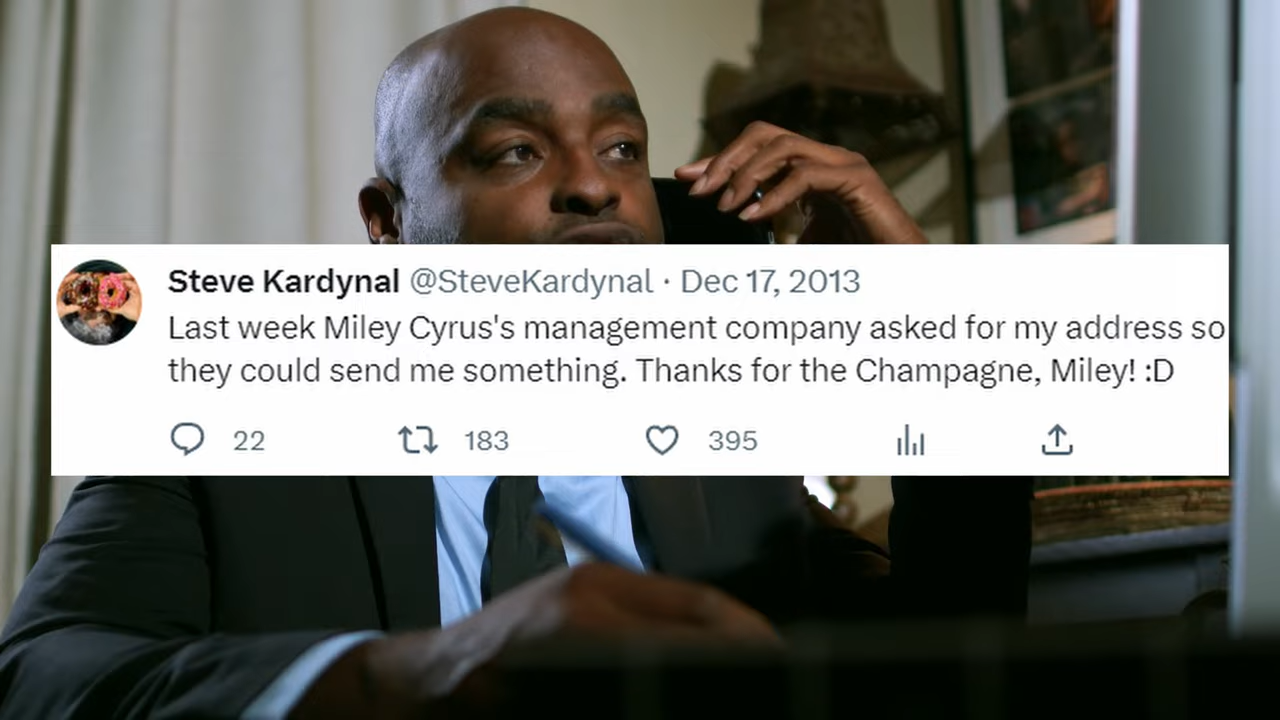 Steve Kardynal @SteveKardynal · Dec 17, 2013
Last week Miley Cyrus's management company asked for my address so
they could send me something. Thanks for the Champagne, Miley! :D
22 183 395